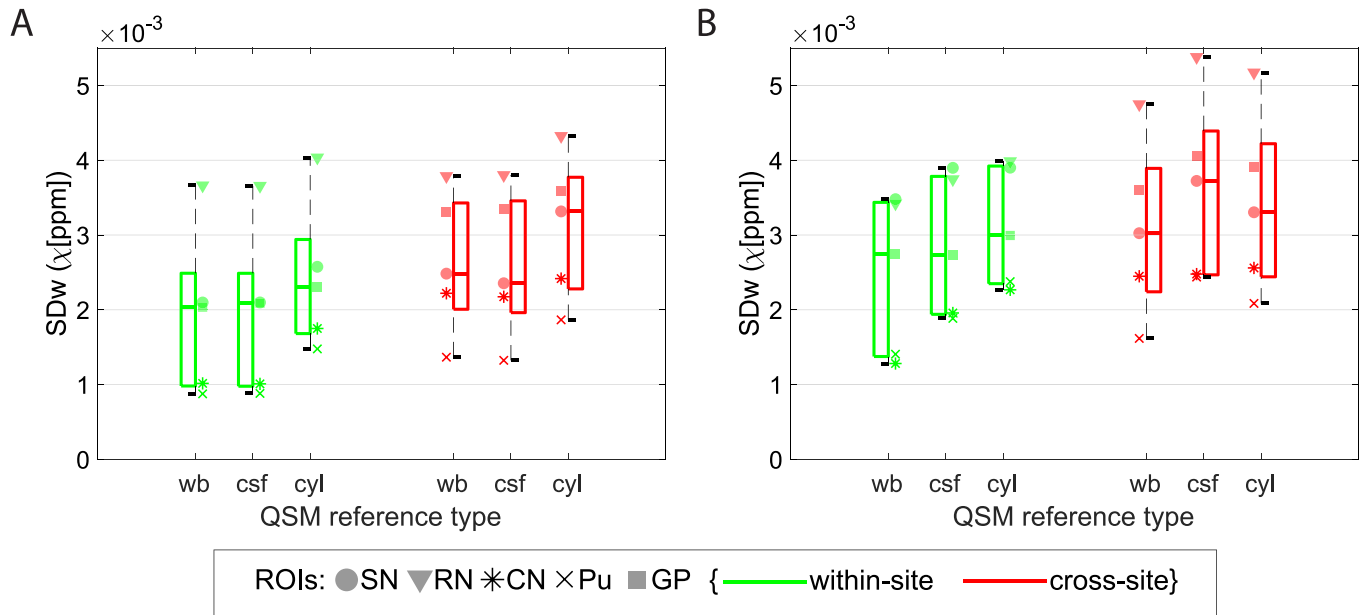 A
×10⁻³
5
4
3
2
1
0
SDw (χ[ppm])
wb csf cyl wb csf cyl
QSM reference type
B
×10⁻³
5
4
3
2
1
0
SDw (χ[ppm])
wb csf cyl wb csf cyl
QSM reference type
ROIs: SN RN CN Pu GP { within-site cross-site}